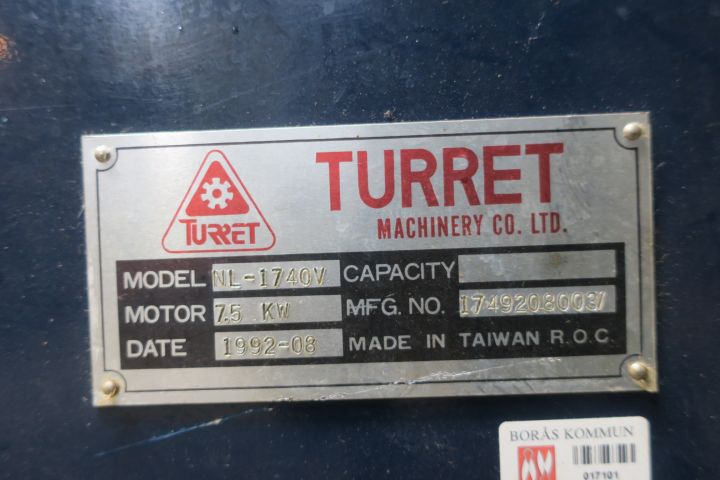 TURRET
TURRET
MACHINERY CO. LTD.
MODEL NL-1740V CAPACITY
MOTOR 7.5 KW MFG. NO. 17492080037
DATE 1992-08 MADE IN TAIWAN R.O.C.
BORÅS KOMMUN
017101